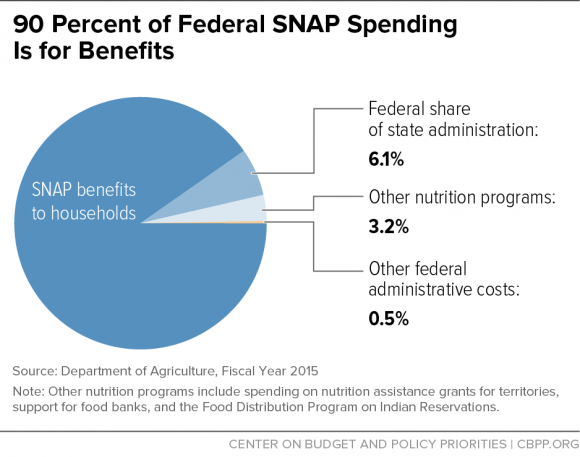 90 Percent of Federal SNAP Spending
Is for Benefits
SNAP benefits
to households
Federal share
of state administration:
6.1%
Other nutrition programs:
3.2%
Other federal
administrative costs:
0.5%
Source: Department of Agriculture, Fiscal Year 2015
Note: Other nutrition programs include spending on nutrition assistance grants for territories,
support for food banks, and the Food Distribution Program on Indian Reservations.
CENTER ON BUDGET AND POLICY PRIORITIES | CBPP.ORG